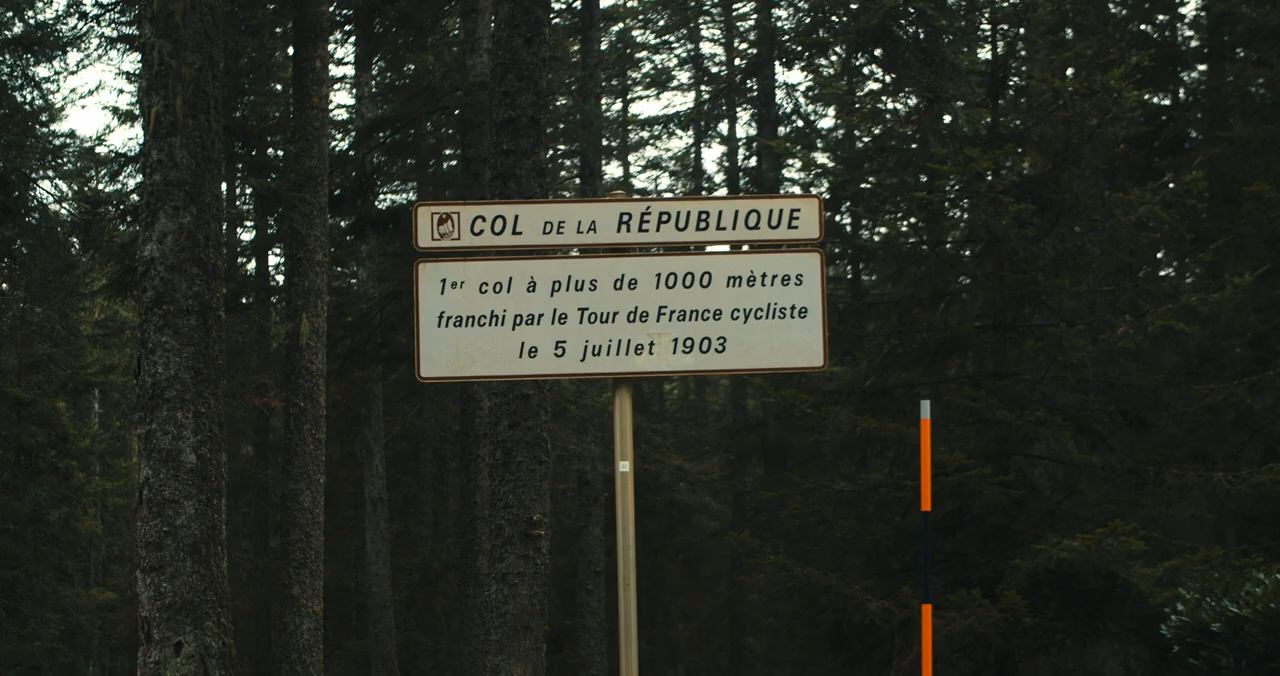 COL DE LA RÉPUBLIQUE
1er col à plus de 1000 mètres
franchi par le Tour de France cycliste
le 5 juillet 1903